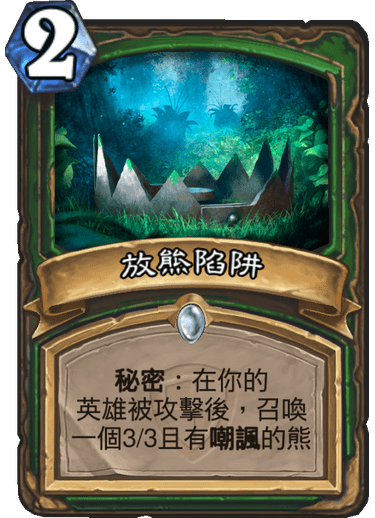 2
放熊陷阱
秘密：在你的
英雄被攻擊後，召喚
一個3/3且有嘲諷的熊